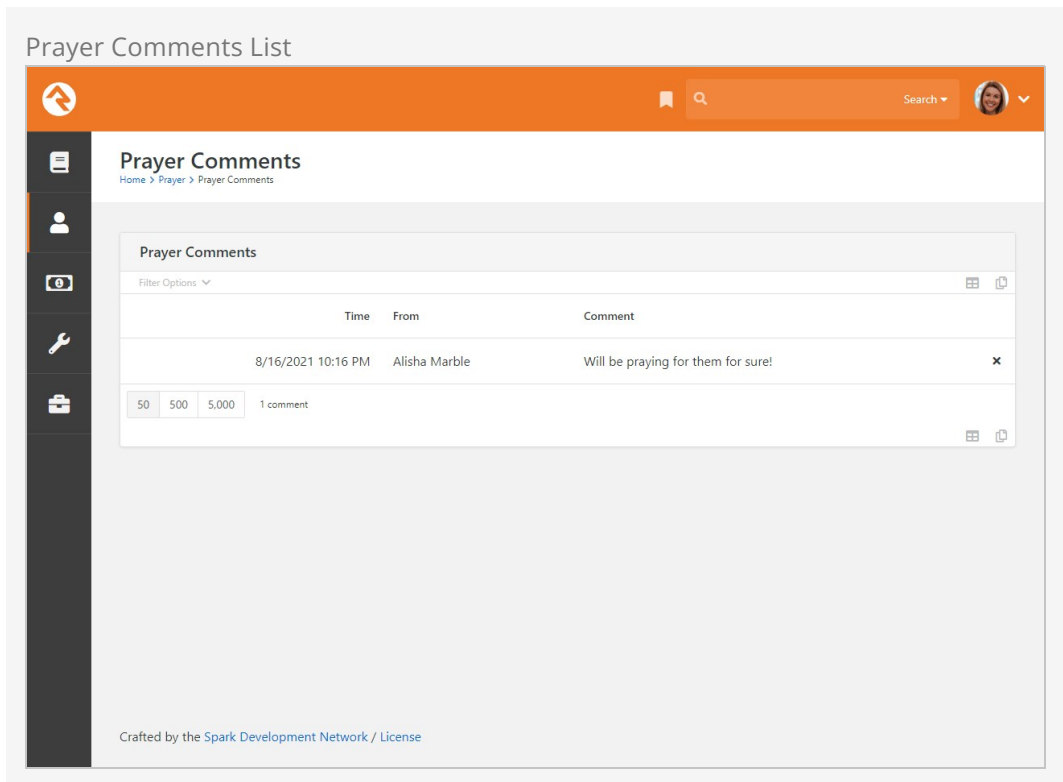 Prayer Comments List
Search
Prayer Comments
Home > Prayer > Prayer Comments
Prayer Comments
Filter Options
Time From Comment
8/16/2021 10:16 PM Alisha Marble Will be praying for them for sure!
50 500 5,000 1 comment
Crafted by the Spark Development Network / License